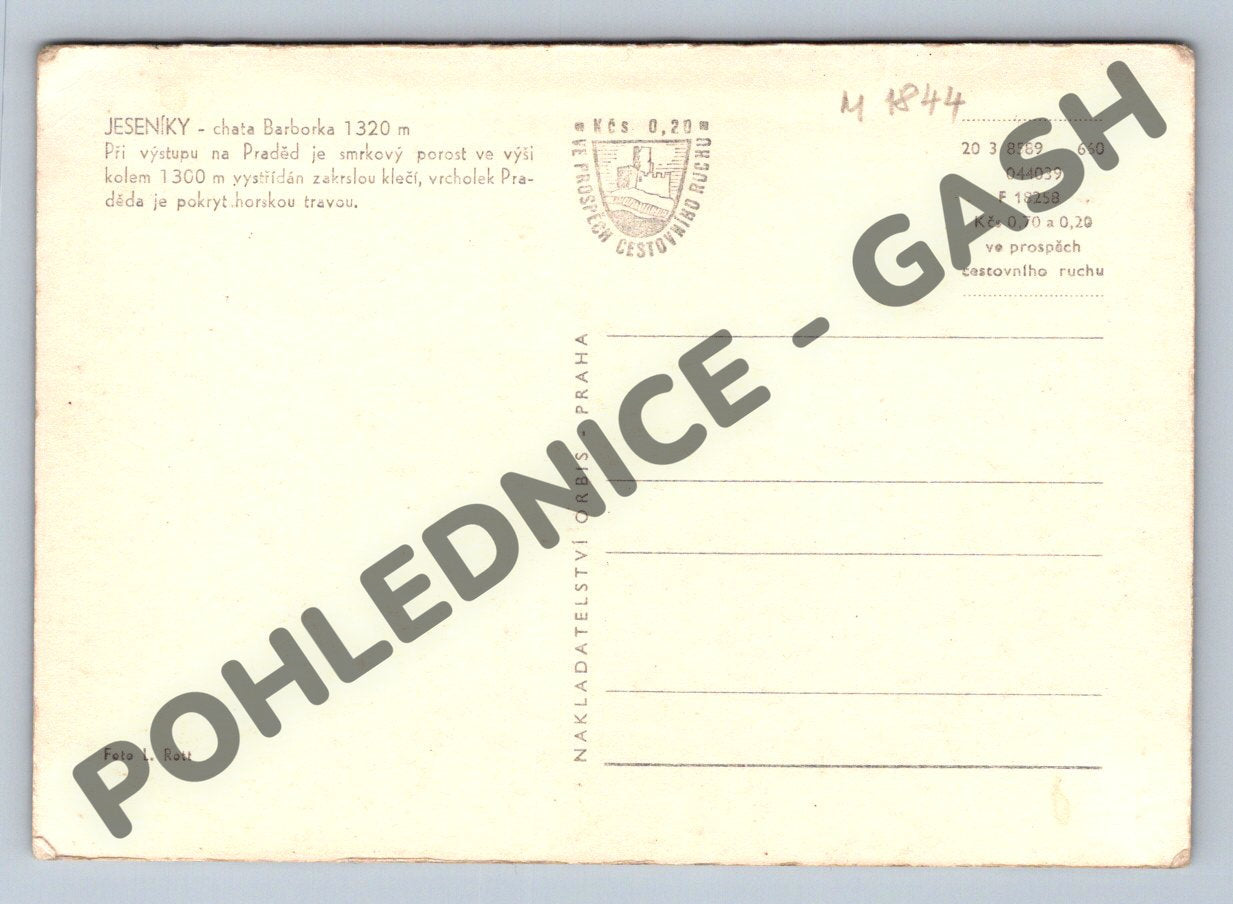 JESENÍKY - chata Barborka 1320 m
Při výstupu na Praděd je smrkový porost ve výši
kolem 1300 m vystřídán zakrslou klečí, vrcholek Pra-
děda je pokryt horskou travou.
Kčs 0,20
VE PROSPĚCH CESTOVNÍHO RUCHU
M 1844
20 3 8589 660
044039
F 18258
Kčs 0,70 a 0,20
ve prospěch
cestovního ruchu
NAKLADATELSTVÍ ORBIS - PRAHA
Foto L. Rott
POHLEDNICE - GASH